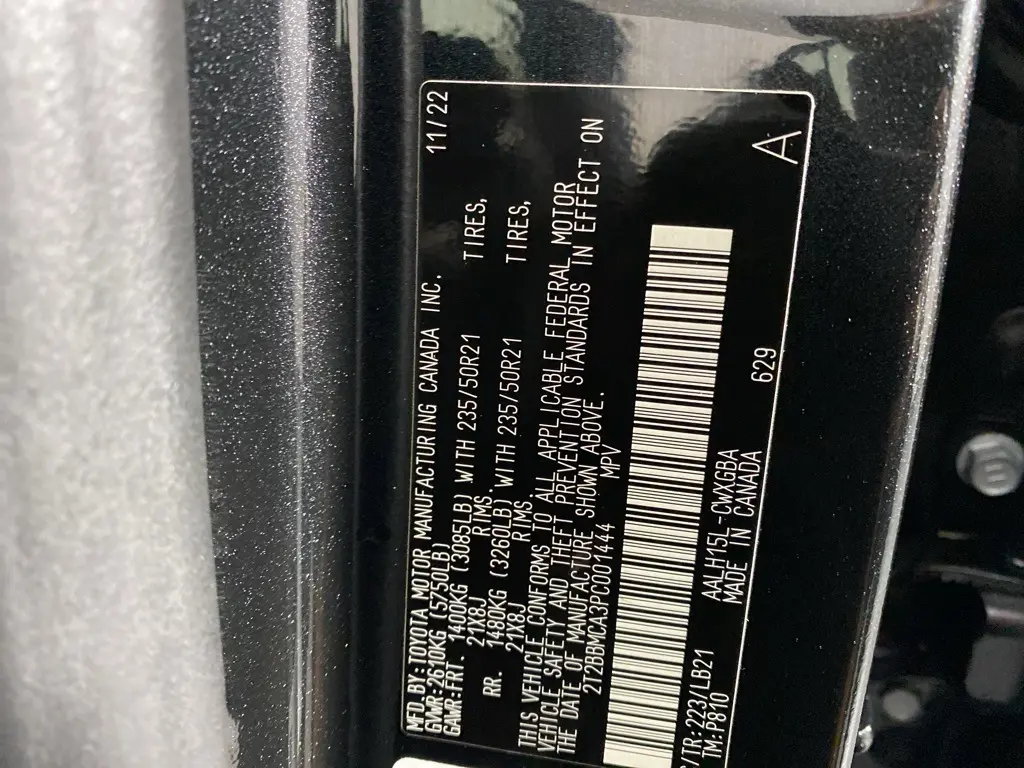 MFD.BY:TOYOTA MOTOR MANUFACTURING CANADA INC. 11/22
GVWR:2610KG (5750LB)
GAWR-FRT. 1400KG (3085LB) WITH 235/50R21 TIRES,
21X8J RIMS.
RR. 1480KG (3260LB) WITH 235/50R21 TIRES,
21X8J RIMS.
THIS VEHICLE CONFORMS TO ALL APPLICABLE FEDERAL MOTOR
VEHICLE SAFETY AND THEFT PREVENTION STANDARDS IN EFFECT ON
THE DATE OF MANUFACTURE SHOWN ABOVE.
2T2BBMCA3PC001444 MPV
/TR:223/LB21 AALH15L-CWXGBA
TM:P810 MADE IN CANADA 629 A